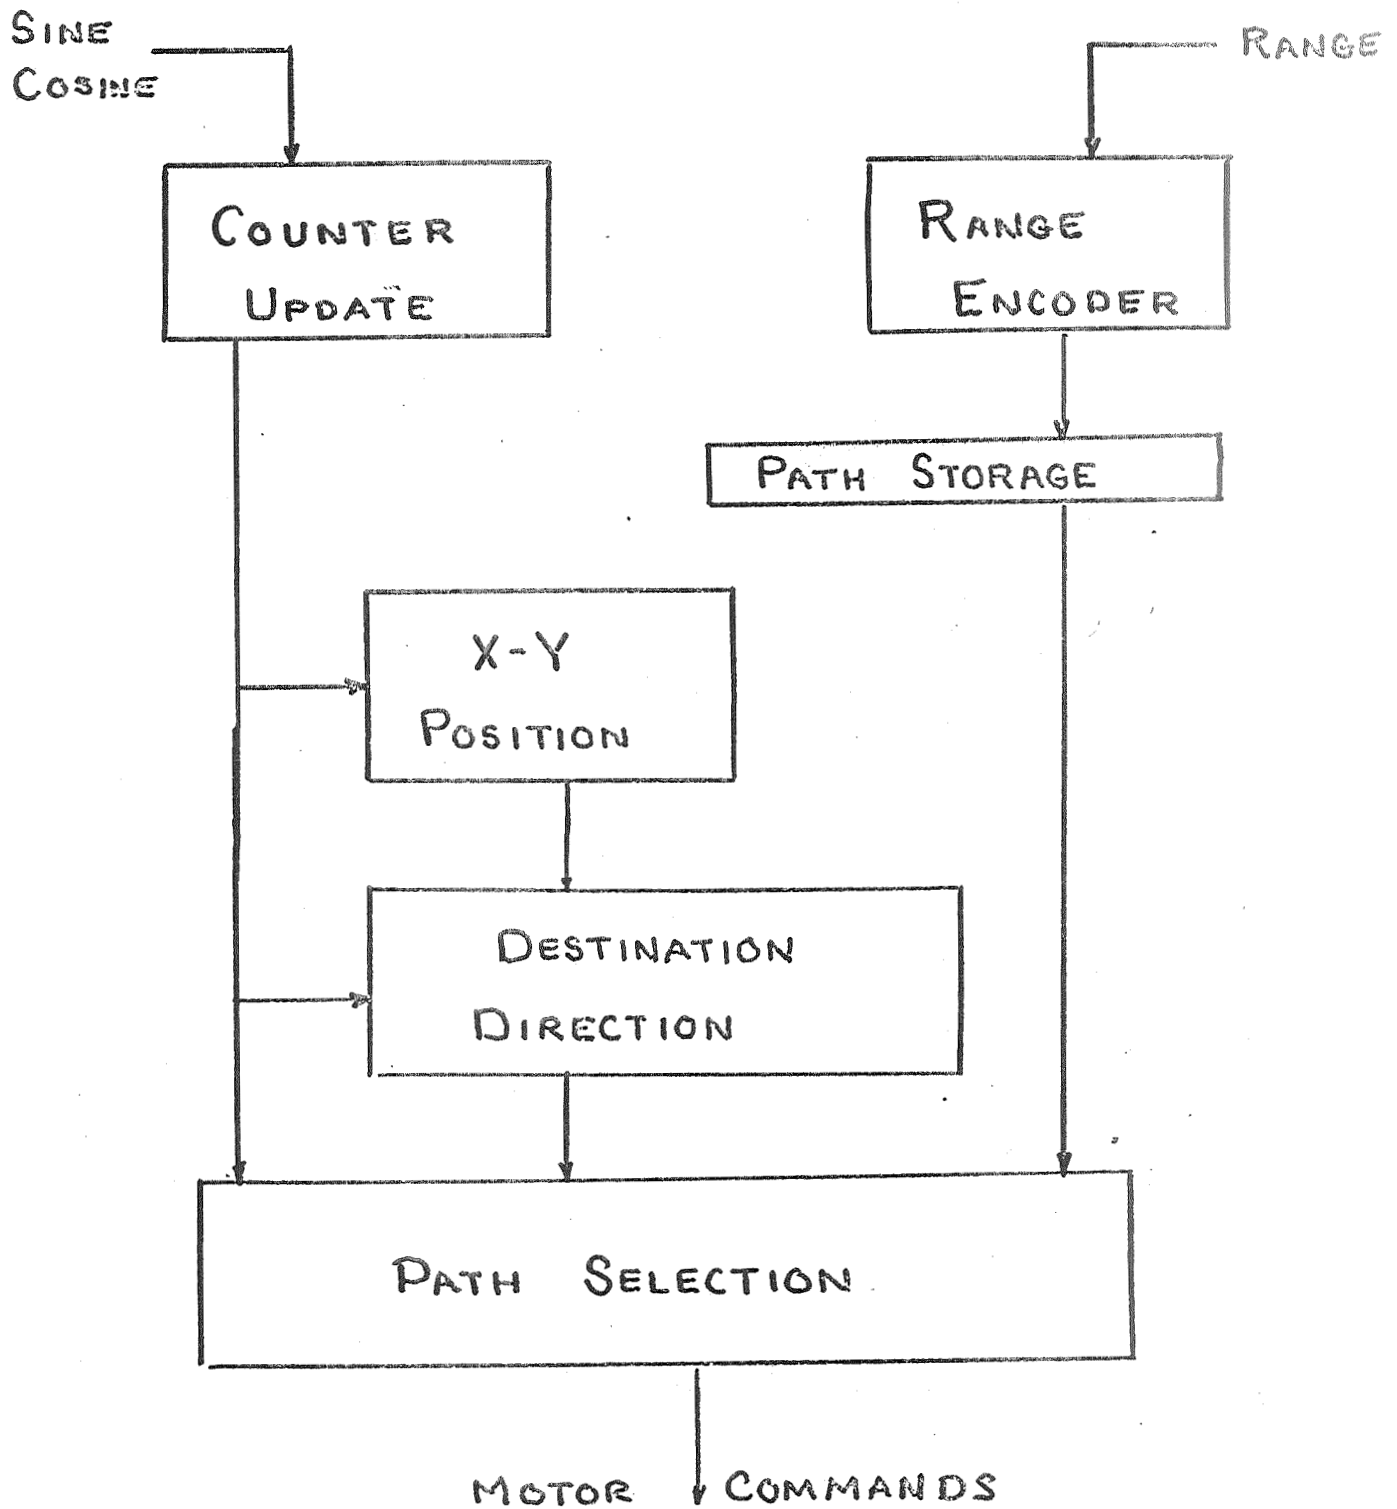 SINE
COSINE
RANGE
COUNTER
UPDATE
RANGE
ENCODER
PATH STORAGE
X-Y
POSITION
DESTINATION
DIRECTION
PATH SELECTION
MOTOR COMMANDS